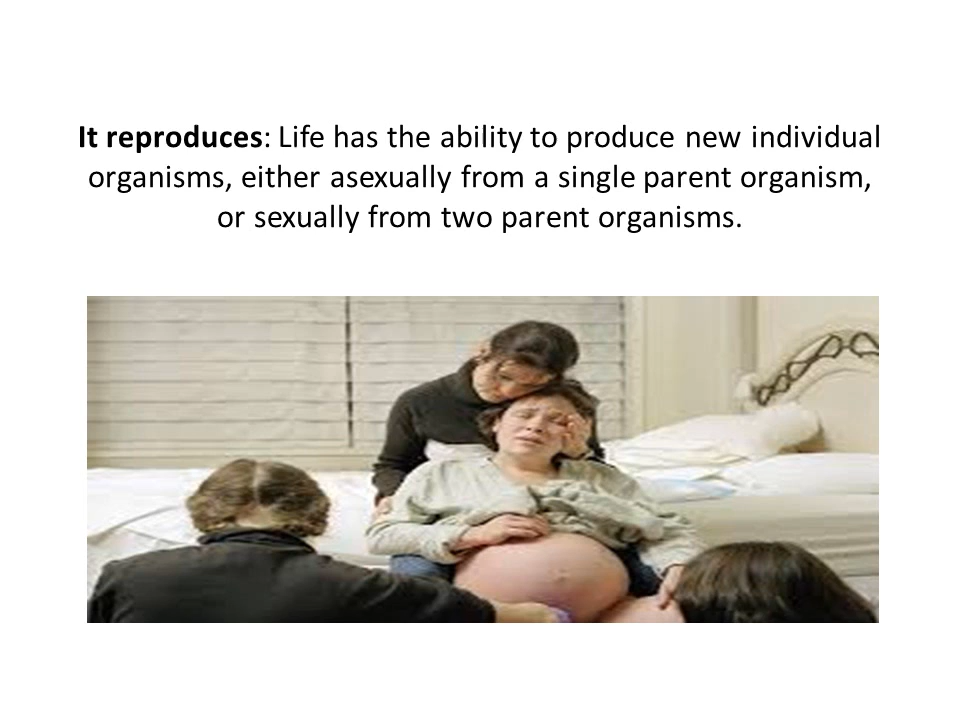 It reproduces: Life has the ability to produce new individual
organisms, either asexually from a single parent organism,
or sexually from two parent organisms.